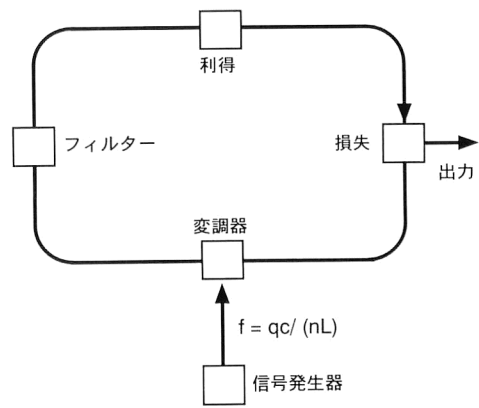 利得
フィルター
損失
出力
変調器
f = qc/ (nL)
信号発生器